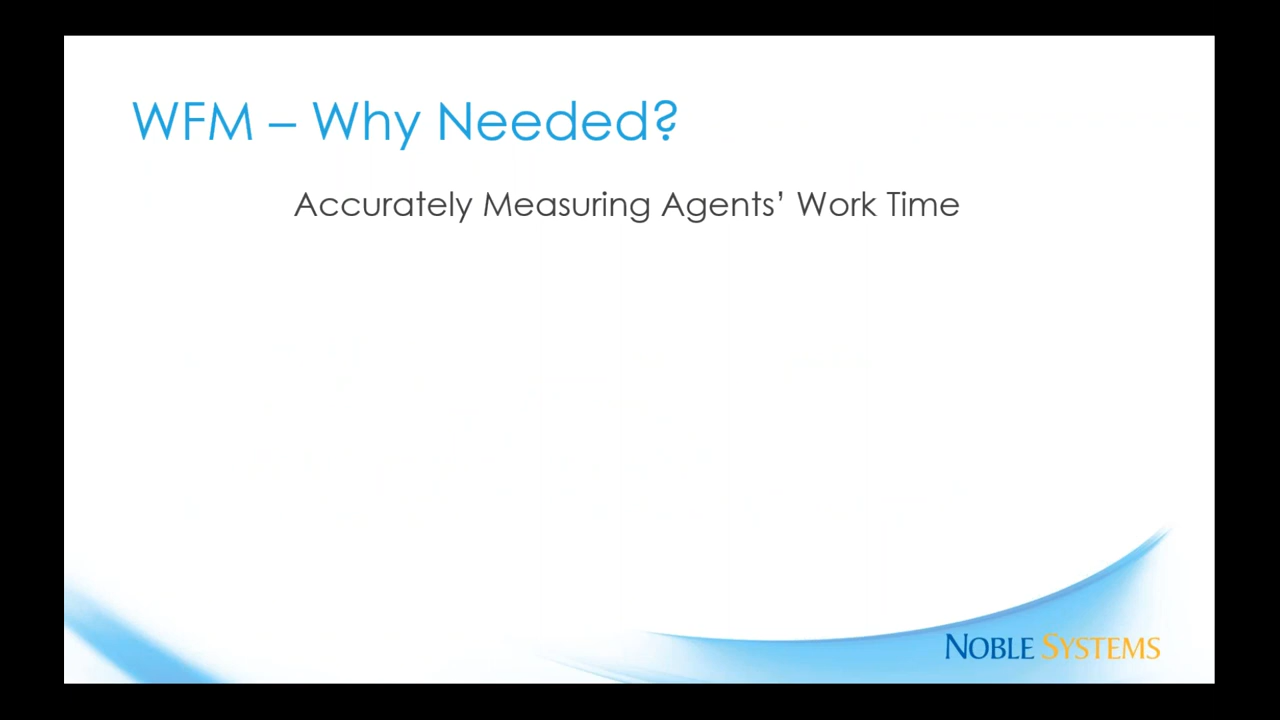 WFM – Why Needed?
Accurately Measuring Agents’ Work Time
NOBLE SYSTEMS